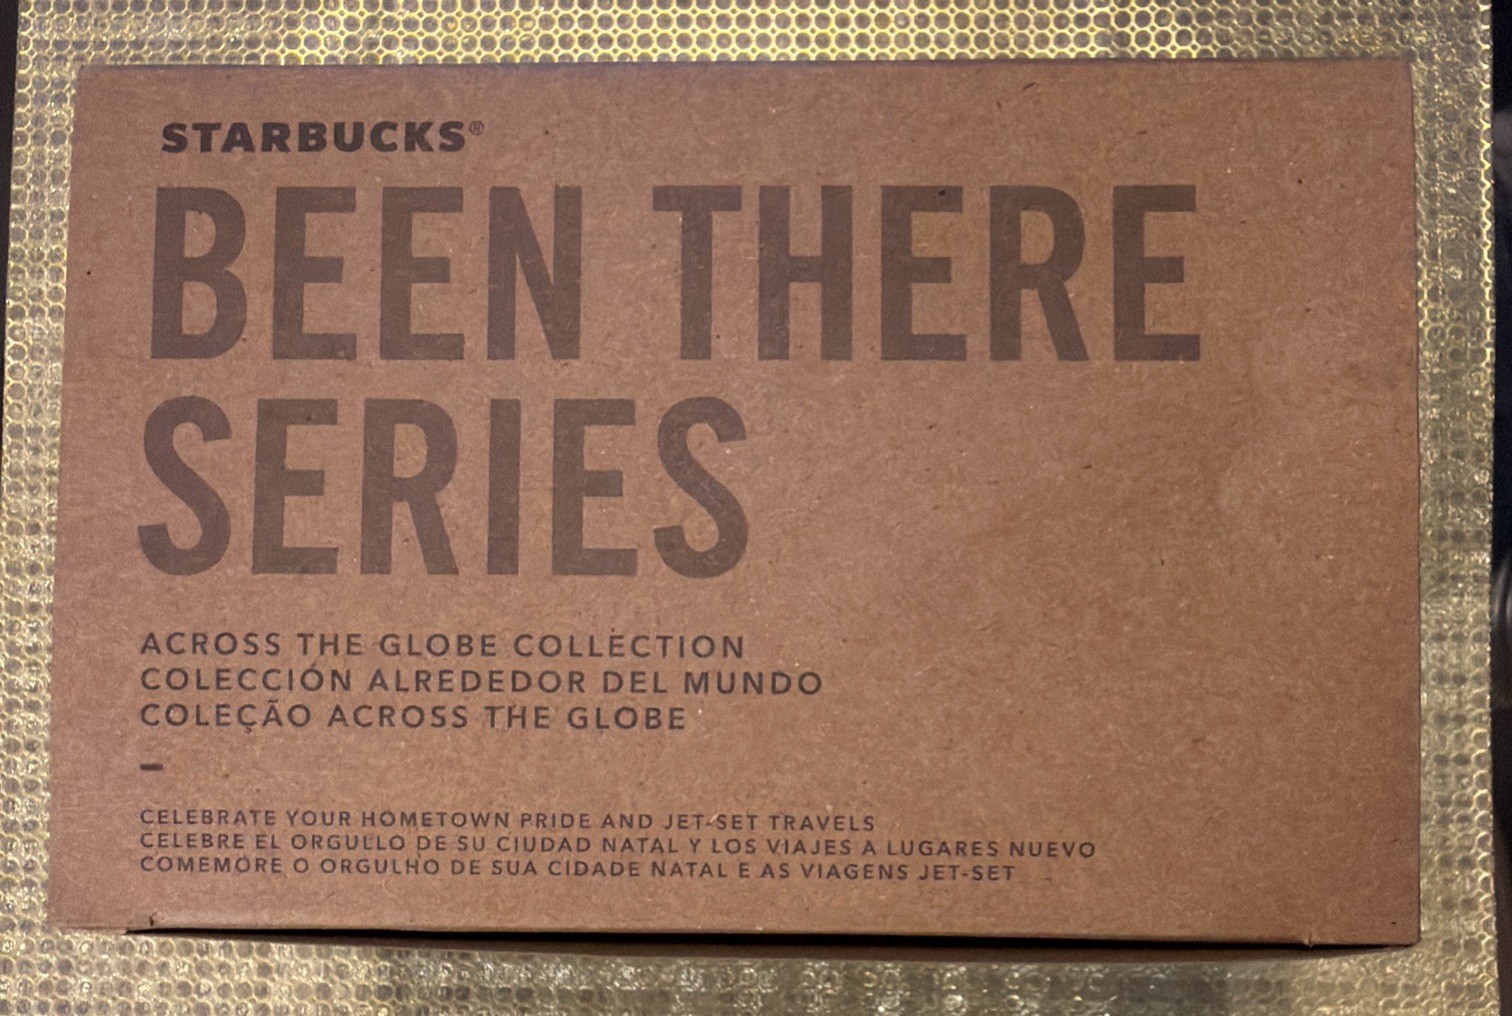 STARBUCKS®
BEEN THERE
SERIES
ACROSS THE GLOBE COLLECTION
COLECCIÓN ALREDEDOR DEL MUNDO
COLEÇÃO ACROSS THE GLOBE
–
CELEBRATE YOUR HOMETOWN PRIDE AND JET-SET TRAVELS
CELEBRE EL ORGULLO DE SU CIUDAD NATAL Y LOS VIAJES A LUGARES NUEVO
COMEMORE O ORGULHO DE SUA CIDADE NATAL E AS VIAGENS JET-SET